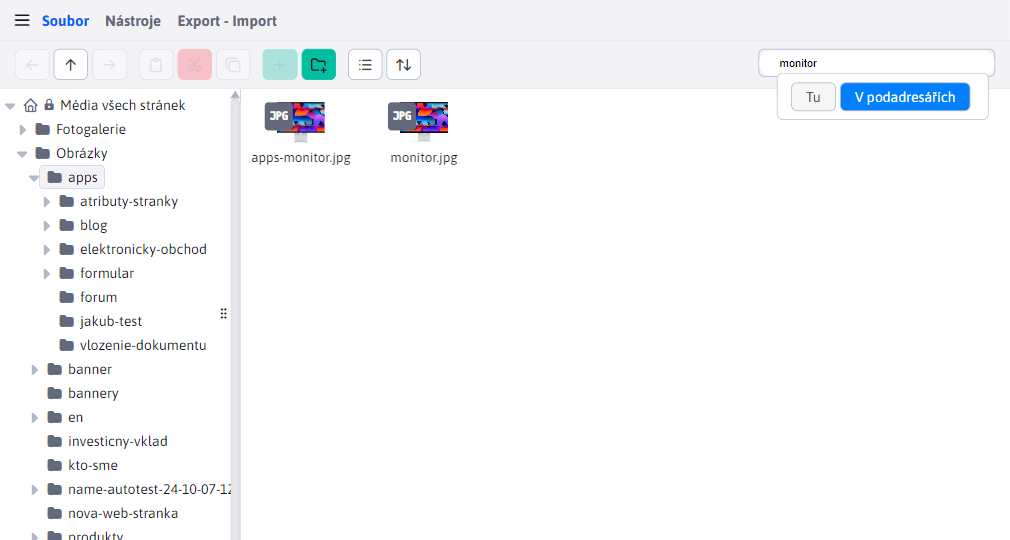 Soubor Nástroje Export - Import
monitor
Tu V podadresářích
Média všech stránek
Fotogalerie
Obrázky
apps
atributy-stranky
blog
elektronicky-obchod
formular
forum
jakub-test
vlozenie-dokumentu
banner
bannery
en
investicny-vklad
kto-sme
name-autotest-24-10-07-12
nova-web-stranka
produkty
JPG JPG
apps-monitor.jpg monitor.jpg